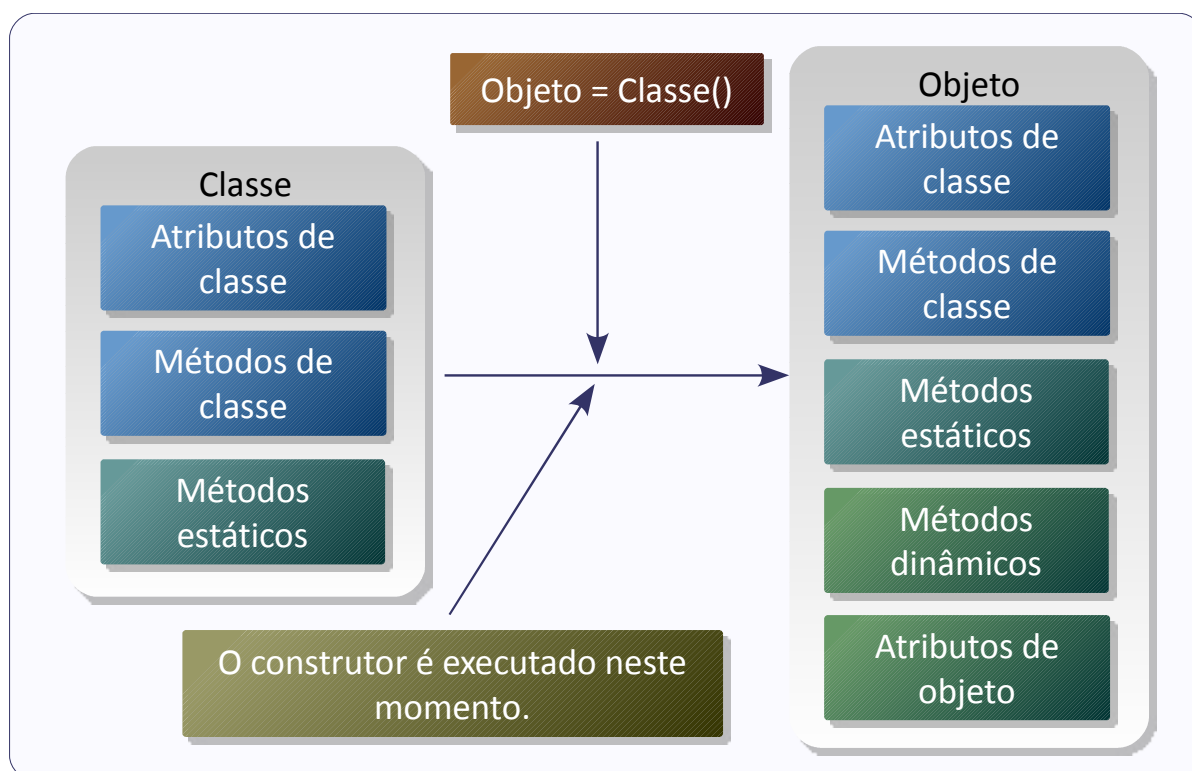 Objeto = Classe()
Classe
Atributos de
classe
Métodos de
classe
Métodos
estáticos
O construtor é executado neste
momento.
Objeto
Atributos de
classe
Métodos de
classe
Métodos
estáticos
Métodos
dinâmicos
Atributos de
objeto